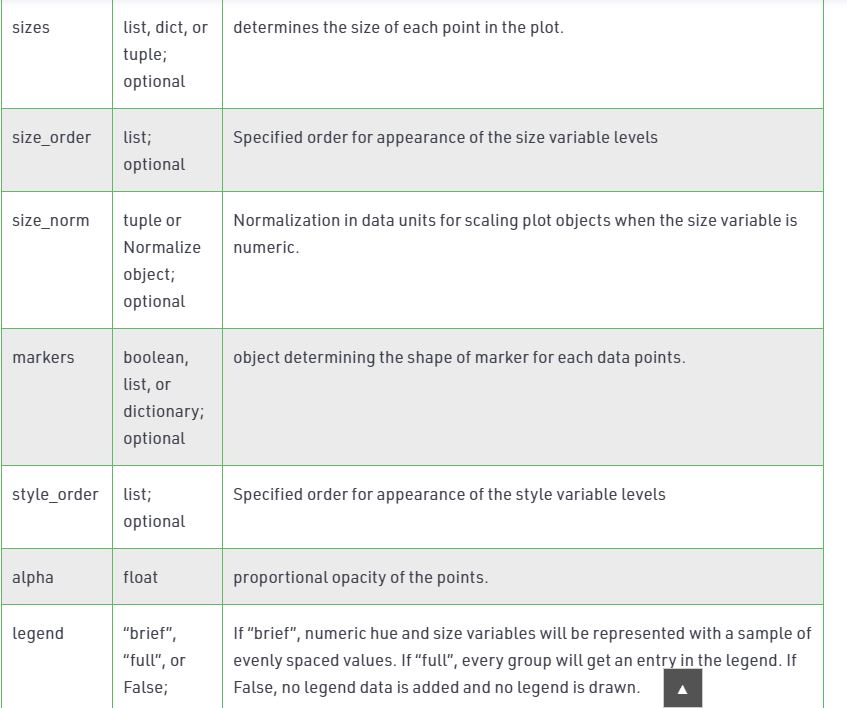 sizes
list, dict, or
tuple;
optional
determines the size of each point in the plot.
size_order
list;
optional
Specified order for appearance of the size variable levels
size_norm
tuple or
Normalize
object;
optional
Normalization in data units for scaling plot objects when the size variable is
numeric.
markers
boolean,
list, or
dictionary;
optional
object determining the shape of marker for each data points.
style_order
list;
optional
Specified order for appearance of the style variable levels
alpha
float
proportional opacity of the points.
legend
“brief”,
“full”, or
False;
If “brief”, numeric hue and size variables will be represented with a sample of
evenly spaced values. If “full”, every group will get an entry in the legend. If
False, no legend data is added and no legend is drawn.